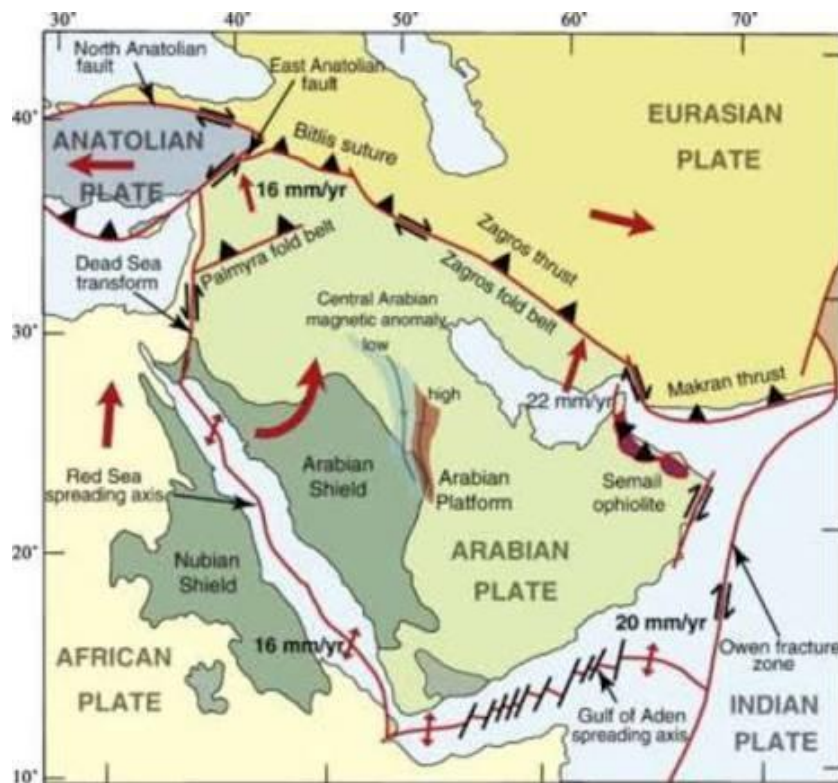 30°
40°
50°
60°
70°
North Anatolian
fault
East Anatolian
fault
40°
ANATOLIAN
PLATE
Bitlis suture
EURASIAN
PLATE
16 mm/yr
Palmyra fold belt
Zagros thrust
Zagros fold belt
Dead Sea
transform
Central Arabian
magnetic anomaly
low
high
30°
22 mm/yr
Makran thrust
Red Sea
spreading axis
Arabian
Shield
Arabian
Platform
Semail
ophiolite
20°
Nubian
Shield
ARABIAN
PLATE
16 mm/yr
20 mm/yr
AFRICAN
PLATE
Owen fracture
zone
Gulf of Aden
spreading axis
INDIAN
PLATE
10°